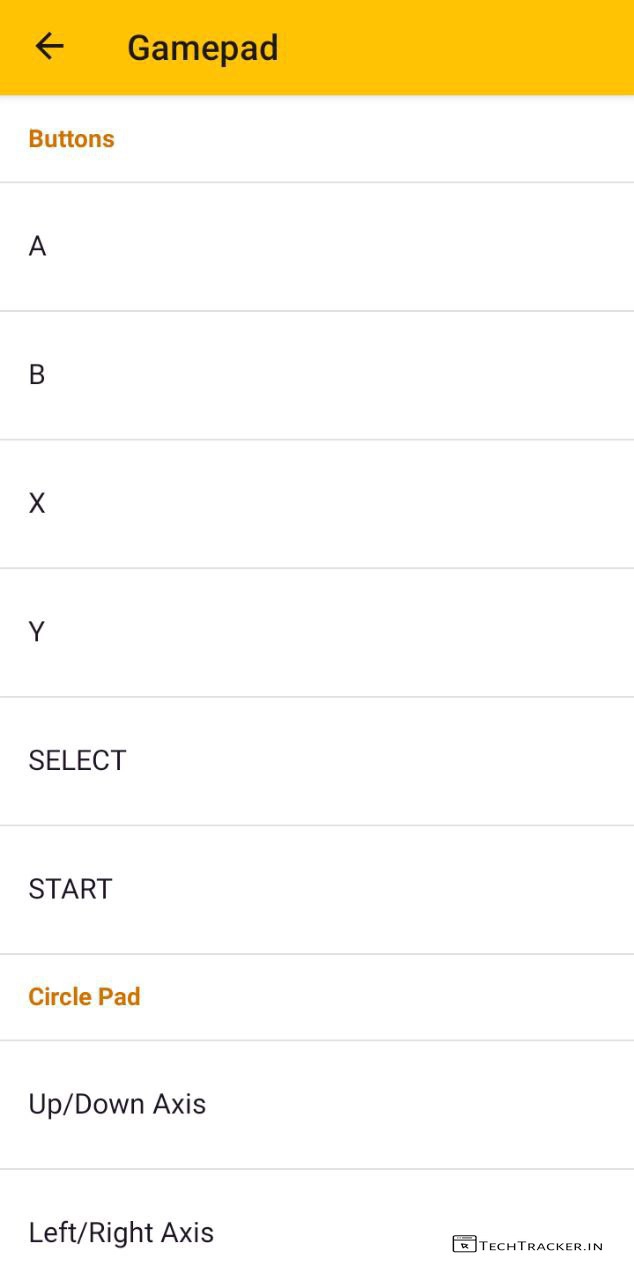 Gamepad
Buttons
A
B
X
Y
SELECT
START
Circle Pad
Up/Down Axis
Left/Right Axis
TECHTRACKER.IN